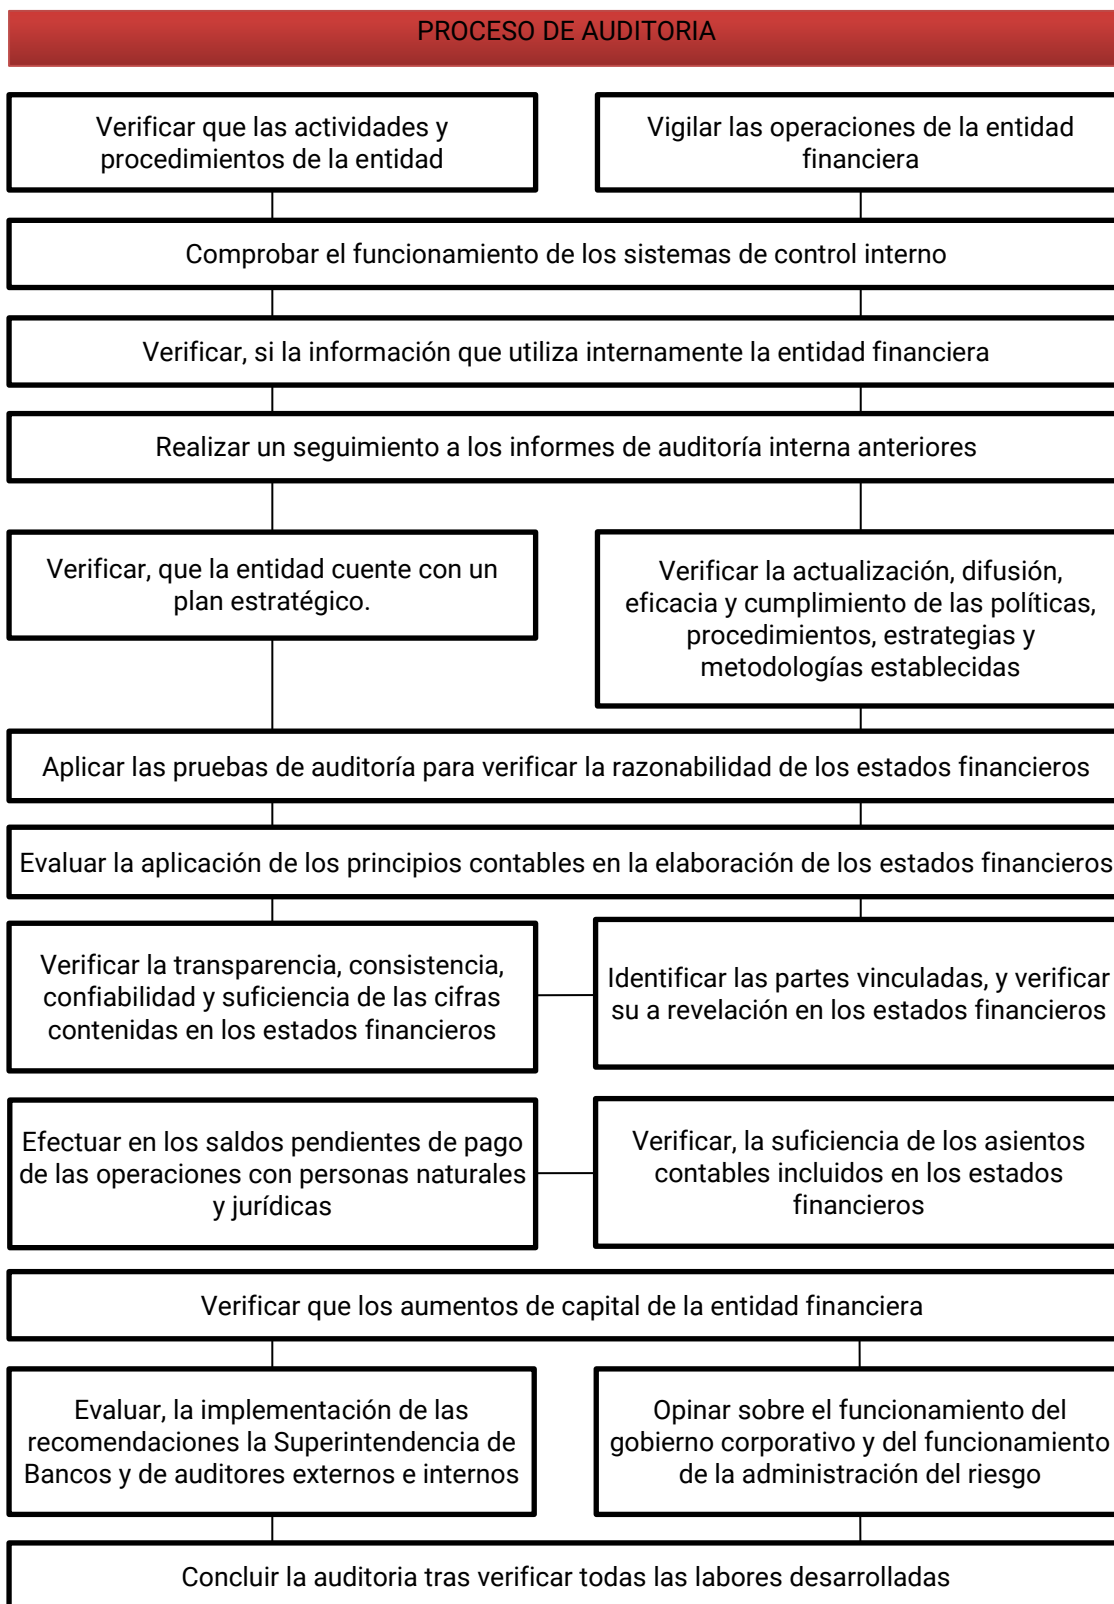 PROCESO DE AUDITORIA
Verificar que las actividades y
procedimientos de la entidad
Vigilar las operaciones de la entidad
financiera
Comprobar el funcionamiento de los sistemas de control interno
Verificar, si la información que utiliza internamente la entidad financiera
Realizar un seguimiento a los informes de auditoría interna anteriores
Verificar, que la entidad cuente con un
plan estratégico.
Verificar la actualización, difusión,
eficacia y cumplimiento de las políticas,
procedimientos, estrategias y
metodologías establecidas
Aplicar las pruebas de auditoría para verificar la razonabilidad de los estados financieros
Evaluar la aplicación de los principios contables en la elaboración de los estados financieros
Verificar la transparencia, consistencia,
confiabilidad y suficiencia de las cifras
contenidas en los estados financieros
Identificar las partes vinculadas, y verificar
su a revelación en los estados financieros
Efectuar en los saldos pendientes de pago
de las operaciones con personas naturales
y jurídicas
Verificar, la suficiencia de los asientos
contables incluidos en los estados
financieros
Verificar que los aumentos de capital de la entidad financiera
Evaluar, la implementación de las
recomendaciones la Superintendencia de
Bancos y de auditores externos e internos
Opinar sobre el funcionamiento del
gobierno corporativo y del funcionamiento
de la administración del riesgo
Concluir la auditoria tras verificar todas las labores desarrolladas